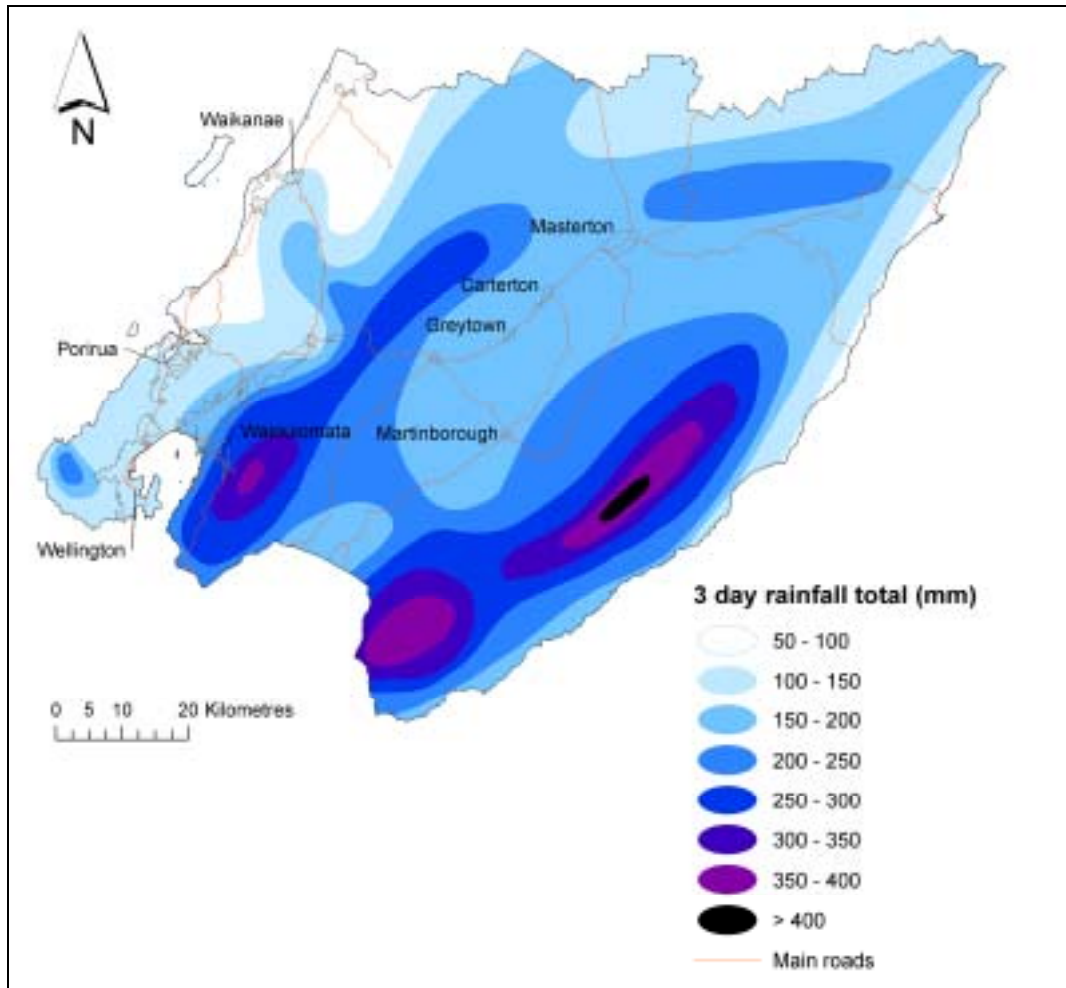 N
Waikanae
Masterton
Carterton
Greytown
Porirua
Wainuiomata
Martinborough
Wellington
0 5 10 20 Kilometres
3 day rainfall total (mm)
50 - 100
100 - 150
150 - 200
200 - 250
250 - 300
300 - 350
350 - 400
> 400
Main roads